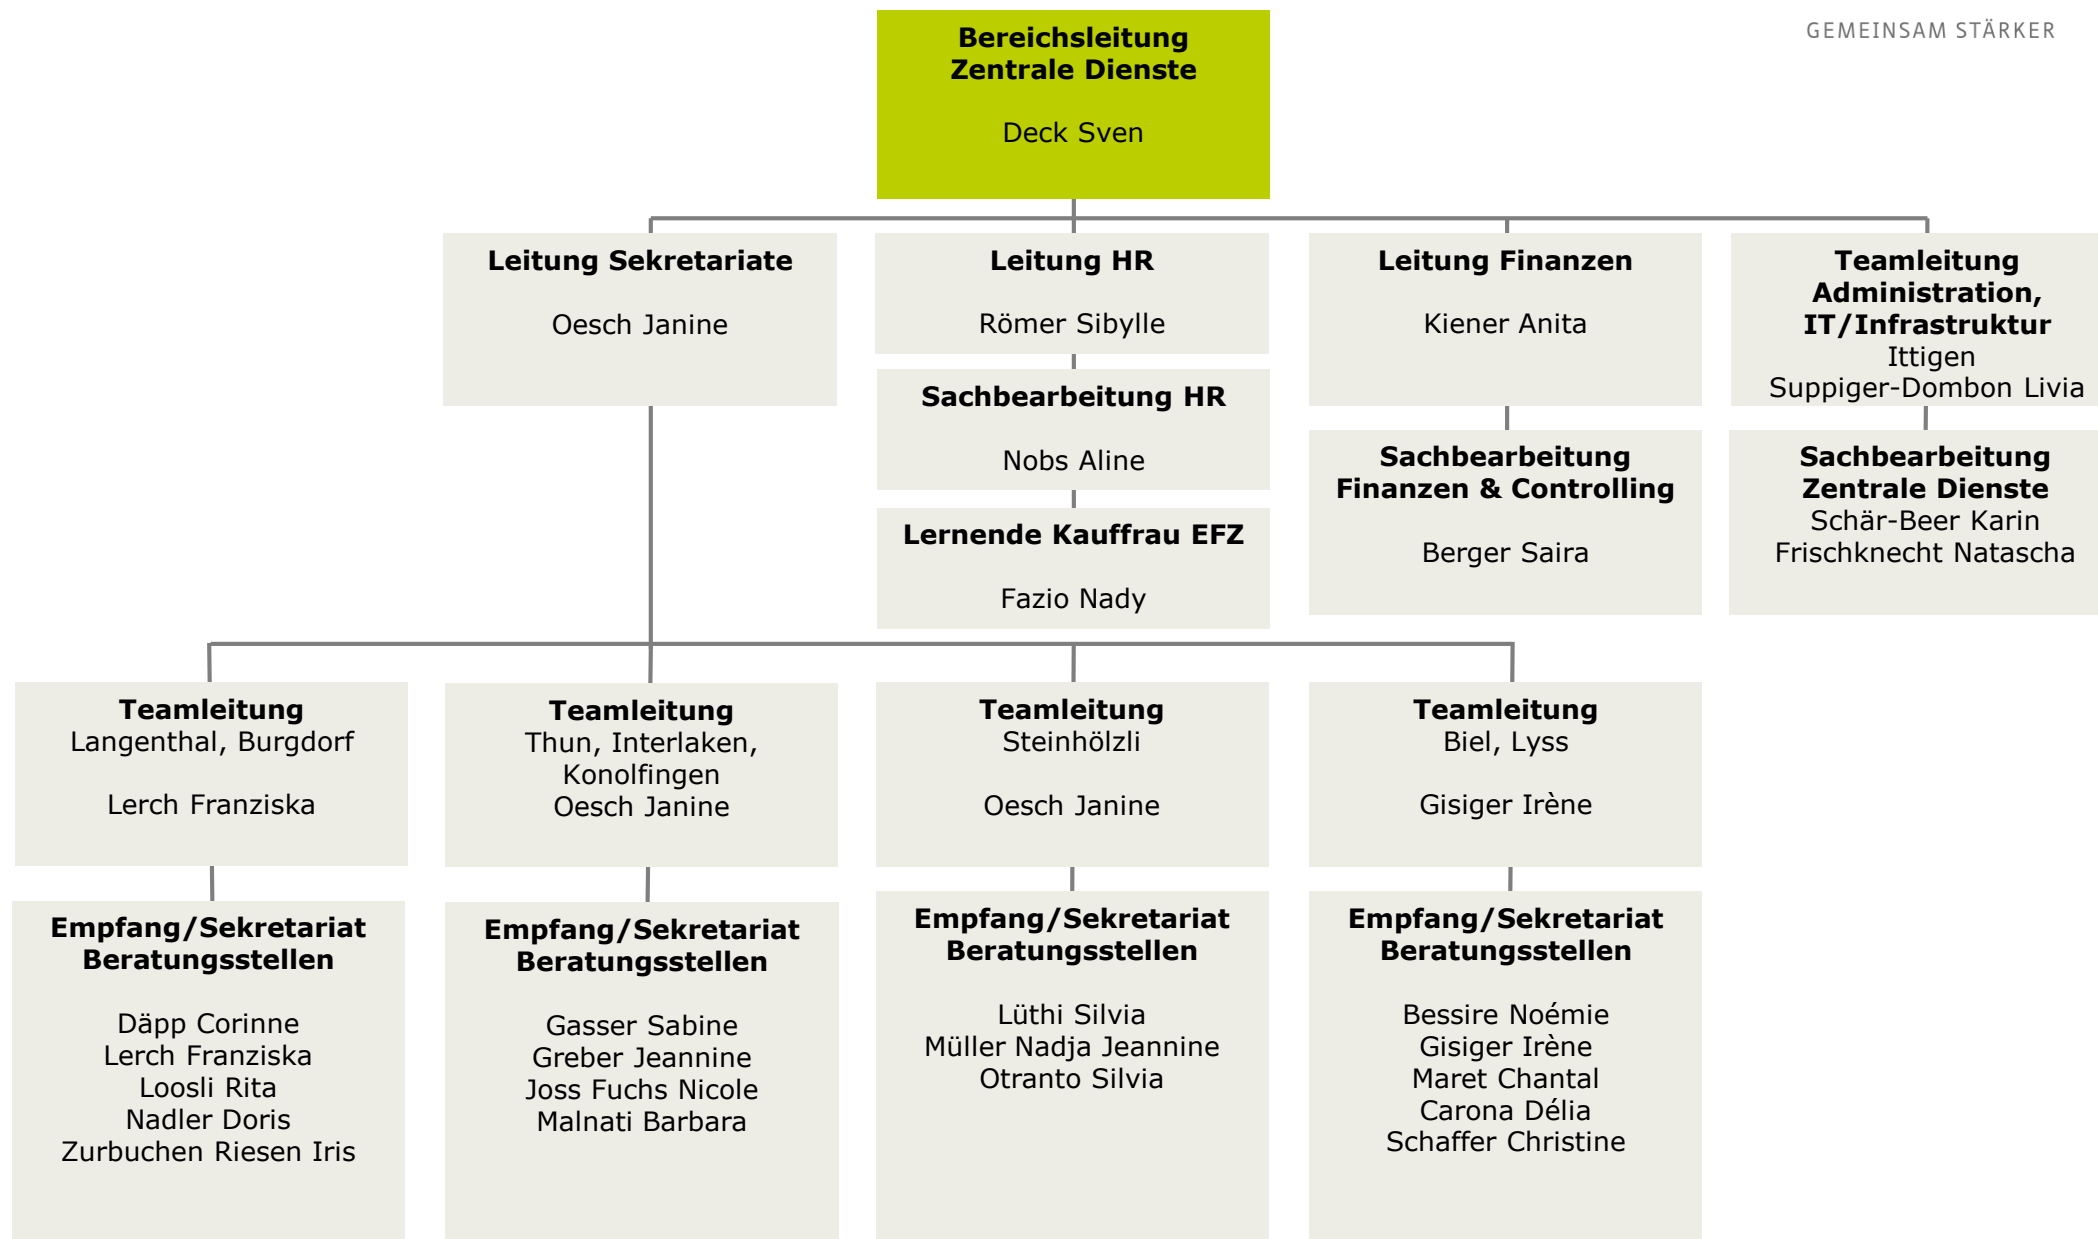 GEMEINSAM STÄRKER
Bereichsleitung
Zentrale Dienste
Deck Sven
Leitung Sekretariate
Oesch Janine
Leitung HR
Römer Sibylle
Leitung Finanzen
Kiener Anita
Teamleitung
Administration,
IT/Infrastruktur
Ittigen
Suppiger-Dombon Livia
Sachbearbeitung HR
Nobs Aline
Lernende Kauffrau EFZ
Fazio Nady
Sachbearbeitung
Finanzen & Controlling
Berger Saira
Sachbearbeitung
Zentrale Dienste
Schär-Beer Karin
Frischknecht Natascha
Teamleitung
Langenthal, Burgdorf
Lerch Franziska
Teamleitung
Thun, Interlaken,
Konolfingen
Oesch Janine
Teamleitung
Steinhölzli
Oesch Janine
Teamleitung
Biel, Lyss
Gisiger Irène
Empfang/Sekretariat
Beratungsstellen
Däpp Corinne
Lerch Franziska
Loosli Rita
Nadler Doris
Zurbuchen Riesen Iris
Empfang/Sekretariat
Beratungsstellen
Gasser Sabine
Greber Jeannine
Joss Fuchs Nicole
Malnati Barbara
Empfang/Sekretariat
Beratungsstellen
Lüthi Silvia
Müller Nadja Jeannine
Otranto Silvia
Empfang/Sekretariat
Beratungsstellen
Bessire Noémie
Gisiger Irène
Maret Chantal
Carona Délia
Schaffer Christine